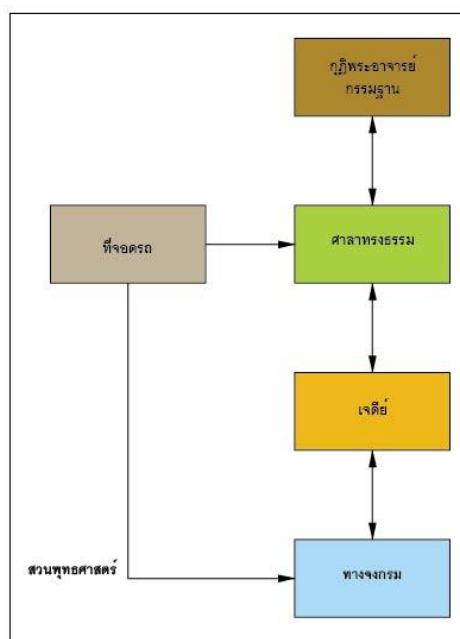 กุฏิพระอาจารย์
กรรมฐาน
ที่จอดรถ
ศาลาทรงธรรม
เจดีย์
สวนพุทธศาสตร์
ทางจงกรม